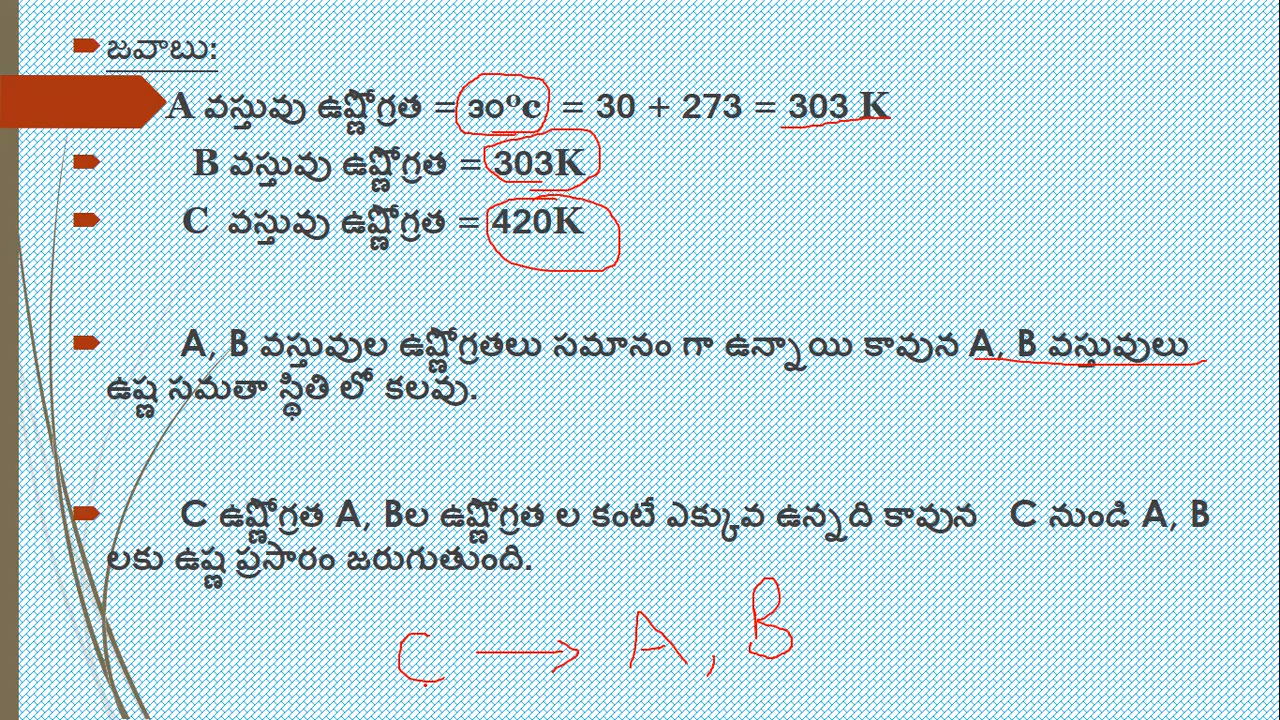 జవాబు:
A వస్తువు ఉష్ణోగ్రత = 30°c = 30 + 273 = 303 K
B వస్తువు ఉష్ణోగ్రత = 303K
C వస్తువు ఉష్ణోగ్రత = 420K
A, B వస్తువుల ఉష్ణోగ్రతలు సమానం గా ఉన్నాయి కావున A, B వస్తువులు
ఉష్ణ సమతా స్థితి లో కలవు.
C ఉష్ణోగ్రత A, Bల ఉష్ణోగ్రత ల కంటే ఎక్కువ ఉన్నది కావున C నుండి A, B
లకు ఉష్ణ ప్రసారం జరుగుతుంది.
C → A, B